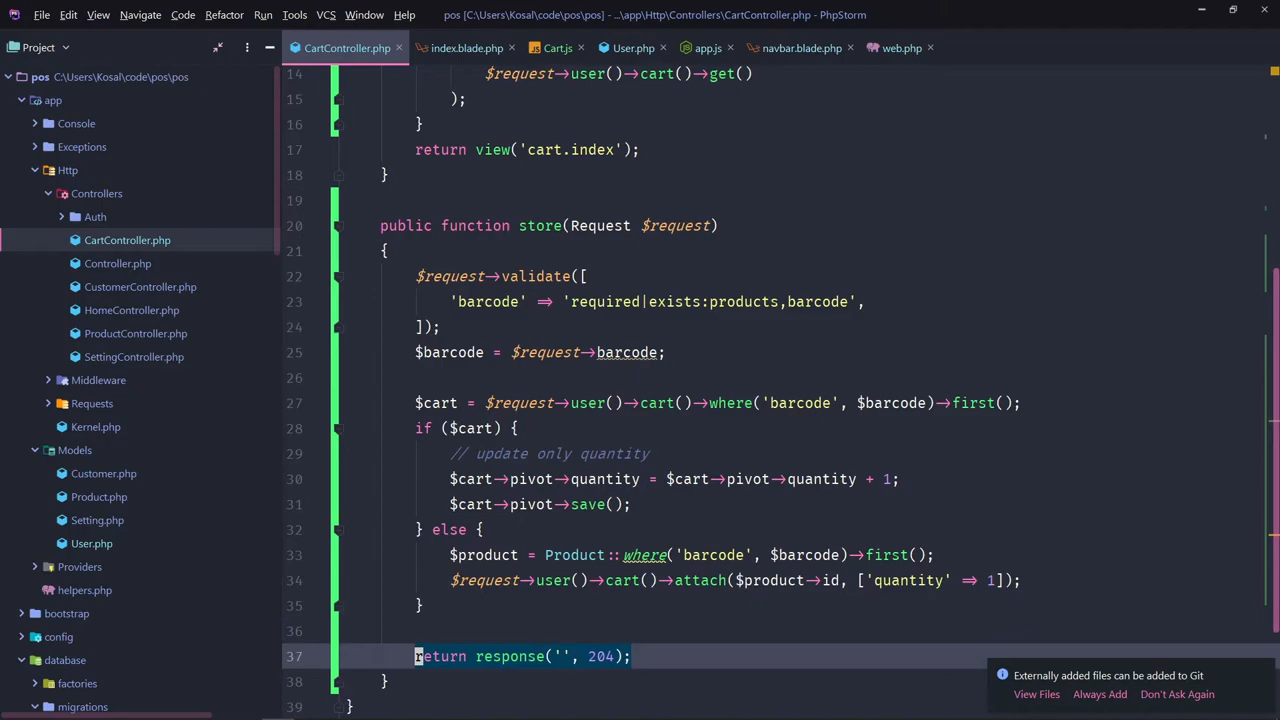 File Edit View Navigate Code Refactor Run Tools VCS Window Help pos [C:\Users\Kosal\code\pos\pos] - ...\app\Http\Controllers\CartController.php - PhpStorm
Project CartController.php index.blade.php Cart.js User.php app.js navbar.blade.php web.php
pos C:\Users\Kosal\code\pos\pos
app
Console
Exceptions
Http
Controllers
Auth
CartController.php
Controller.php
CustomerController.php
HomeController.php
ProductController.php
SettingController.php
Middleware
Requests
Kernel.php
Models
Customer.php
Product.php
Setting.php
User.php
Providers
helpers.php
bootstrap
config
database
factories
migrations
14 $request->user()->cart()->get()
15 );
16 }
17 return view('cart.index');
18 }
19
20 public function store(Request $request)
21 {
22 $request->validate([
23 'barcode' => 'required|exists:products,barcode',
24 ]);
25 $barcode = $request->barcode;
26
27 $cart = $request->user()->cart()->where('barcode', $barcode)->first();
28 if ($cart) {
29 // update only quantity
30 $cart->pivot->quantity = $cart->pivot->quantity + 1;
31 $cart->pivot->save();
32 } else {
33 $product = Product::where('barcode', $barcode)->first();
34 $request->user()->cart()->attach($product->id, ['quantity' => 1]);
35 }
36
37 return response('', 204);
38 }
39 }
Externally added files can be added to Git
View Files Always Add Don't Ask Again